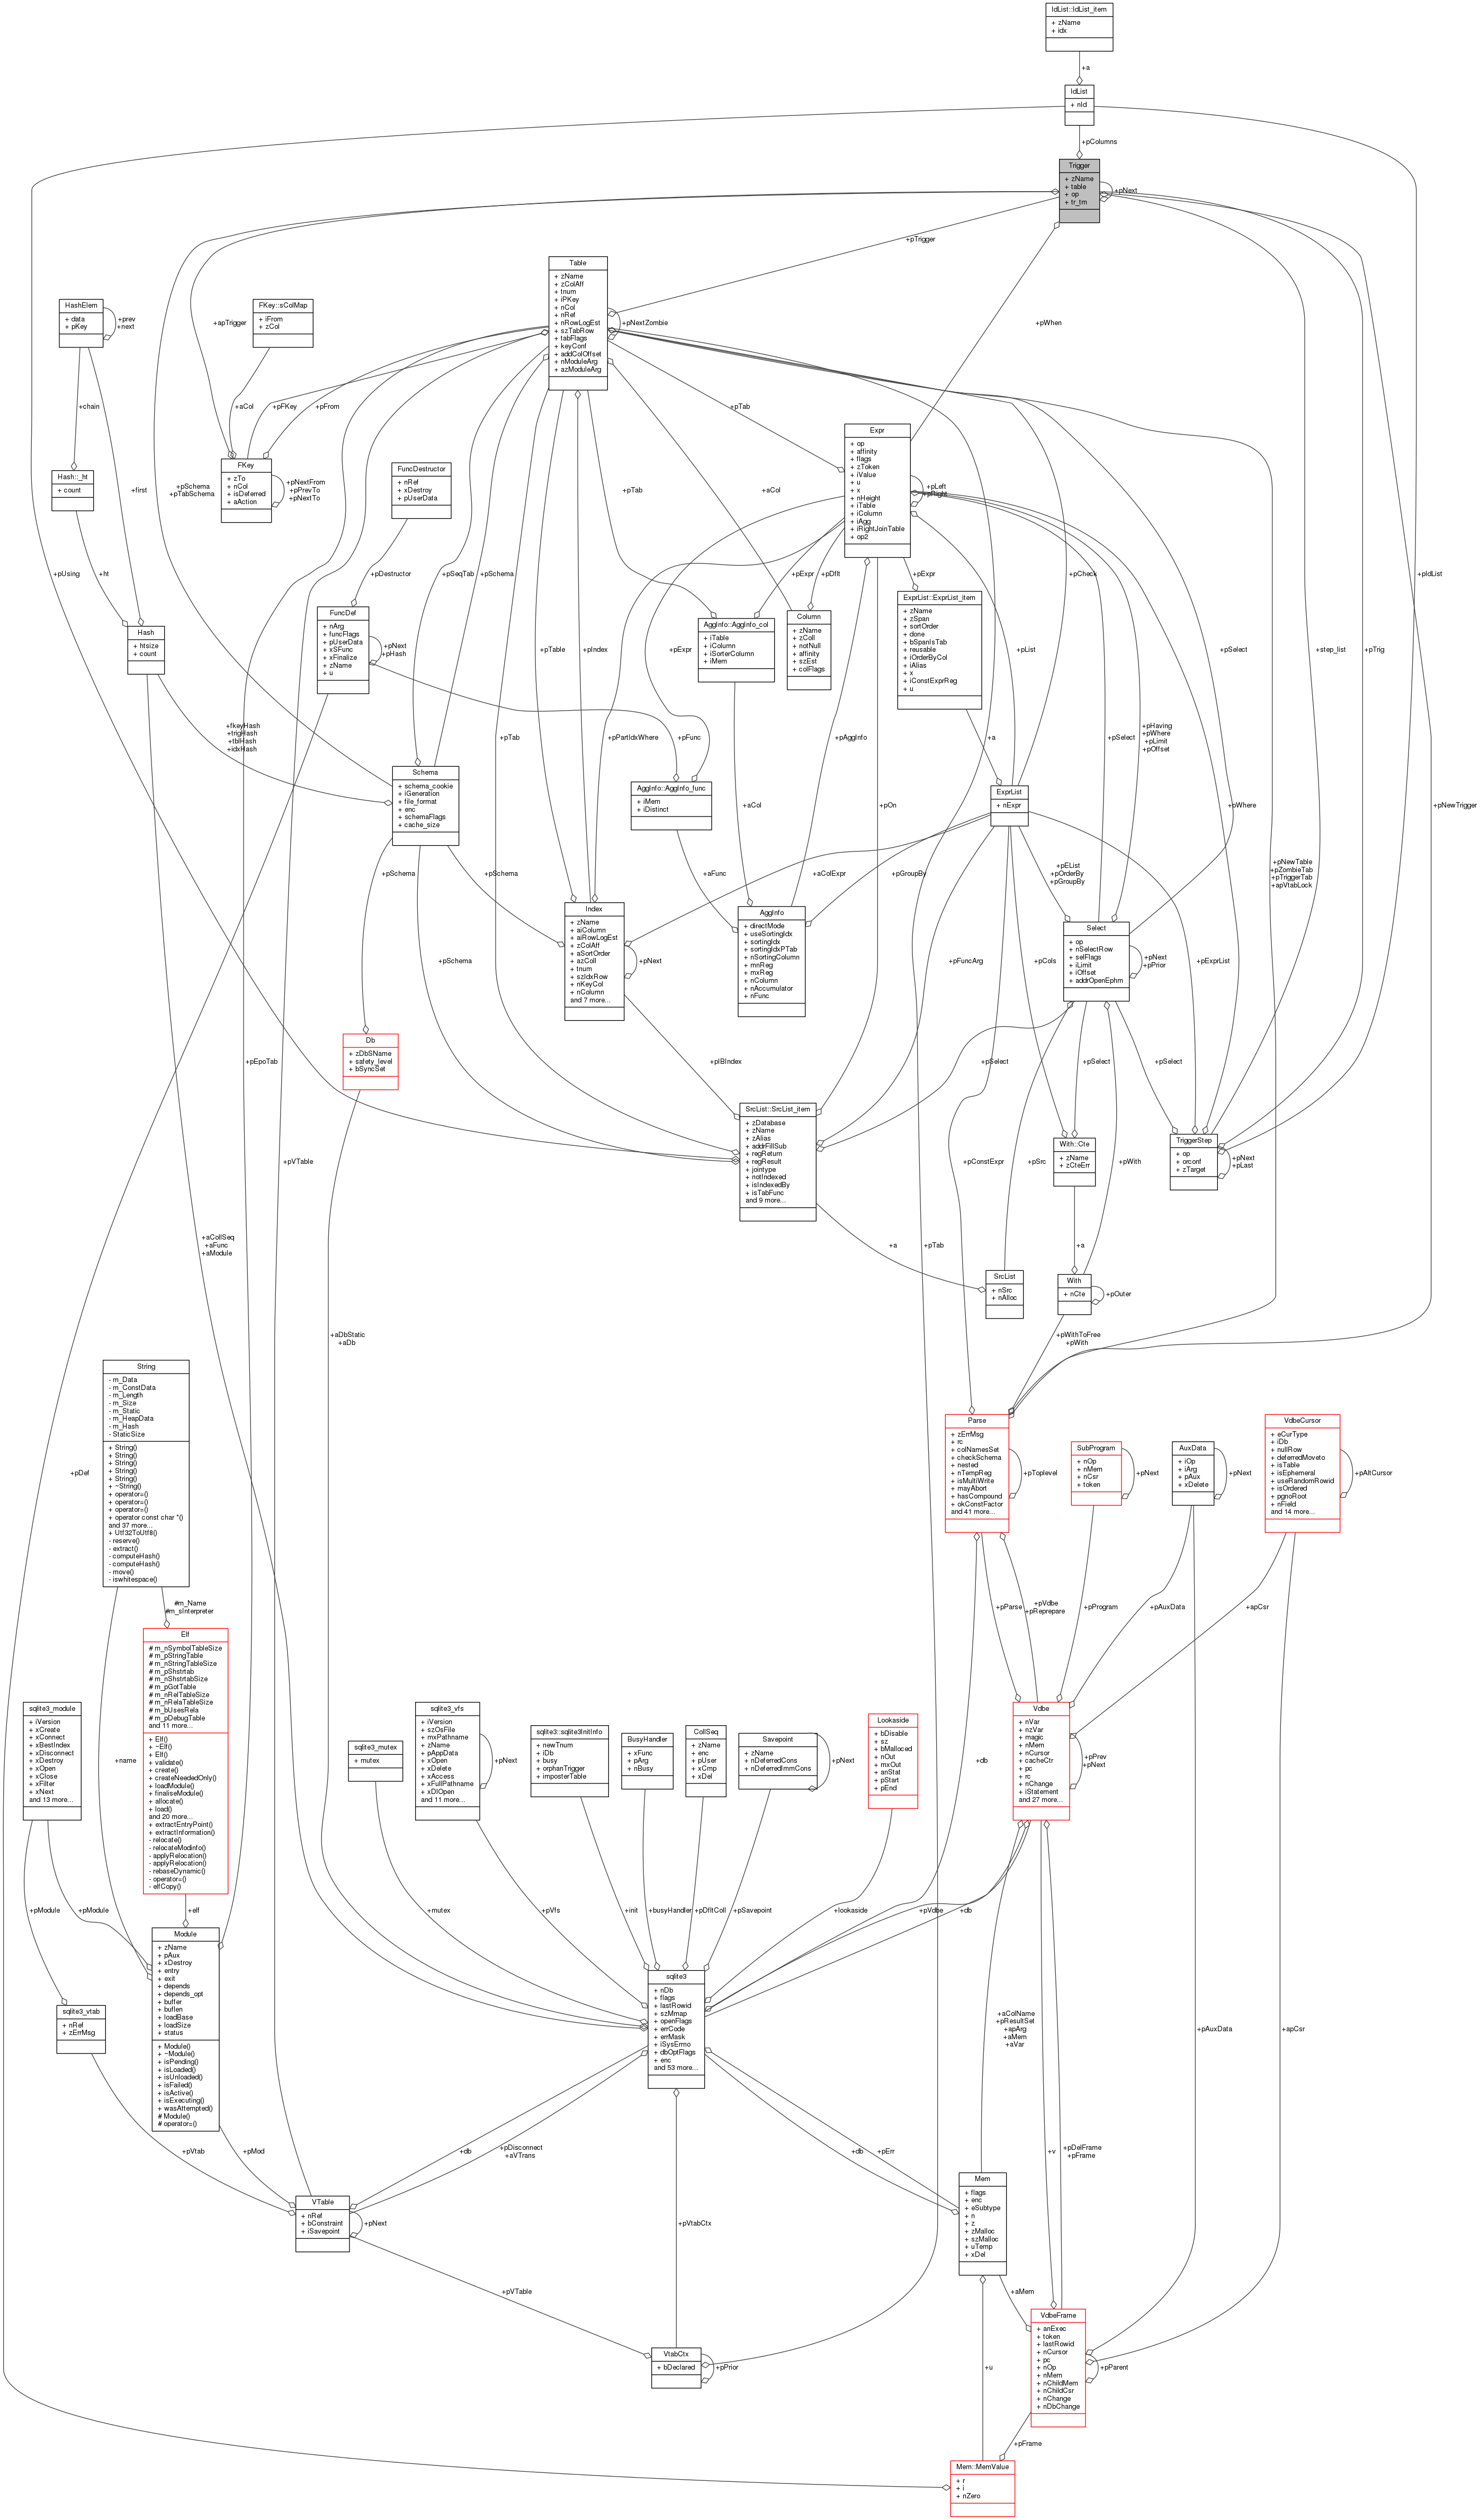 IdList::IdList_item
+ zName
+ idx
+a
IdList
+ nId
+pColumns
Trigger
+ zName
+ table
+ op
+ tr_tm
+pNext
+pTrigger
Table
+ zName
+ zColAff
+ tnum
+ iPKey
+ nCol
+ nRef
+ nRowLogEst
+ szTabRow
+ tabFlags
+ keyConf
+ addColOffset
+ nModuleArg
+ azModuleArg
+pNextZombie
HashElem
+ data
+ pKey
+prev
+next
FKey::sColMap
+ iFrom
+ zCol
+apTrigger
+pWhen
+chain
+aCol
+pFKey
+pFrom
+pTab
Expr
+ op
+ affinity
+ flags
+ zToken
+ iValue
+ u
+ x
+ nHeight
+ iTable
+ iColumn
+ iAgg
+ iRightJoinTable
+ op2
+pLeft
+pRight
Hash::_ht
+ count
+first
+pSchema
+pTabSchema
FKey
+ zTo
+ nCol
+ isDeferred
+ aAction
+pNextFrom
+pPrevTo
+pNextTo
FuncDestructor
+ nRef
+ xDestroy
+ pUserData
+pTab
+aCol
+pUsing
+ht
+pDestructor
+pSeqTab
+pSchema
+pExpr
+pDflt
+pExpr
+pCheck
+pIdList
Hash
+ htsize
+ count
FuncDef
+ nArg
+ funcFlags
+ pUserData
+ xSFunc
+ xFinalize
+ zName
+ u
+pNext
+pHash
+pTable
+pIndex
+pExpr
AggInfo::AggInfo_col
+ iTable
+ iColumn
+ iSorterColumn
+ iMem
Column
+ zName
+ zColl
+ notNull
+ affinity
+ szEst
+ colFlags
ExprList::ExprList_item
+ zName
+ zSpan
+ sortOrder
+ done
+ bSpanIsTab
+ reusable
+ iOrderByCol
+ iAlias
+ x
+ iConstExprReg
+ u
+pList
+pSelect
+step_list
+pTrig
+fkeyHash
+trigHash
+tblHash
+idxHash
+pTab
+pPartIdxWhere
+pFunc
+pAggInfo
+a
+pSelect
+pHaving
+pWhere
+pLimit
+pOffset
Schema
+ schema_cookie
+ iGeneration
+ file_format
+ enc
+ schemaFlags
+ cache_size
AggInfo::AggInfo_func
+ iMem
+ iDistinct
+aCol
+pOn
ExprList
+ nExpr
+pWhere
+pNewTrigger
+pSchema
+pSchema
+aFunc
+aColExpr
+pGroupBy
+pEList
+pOrderBy
+pGroupBy
+pNewTable
+pZombieTab
+pTriggerTab
+apVtabLock
Index
+ zName
+ aiColumn
+ aiRowLogEst
+ zColAff
+ aSortOrder
+ azColl
+ tnum
+ szIdxRow
+ nKeyCol
+ nColumn
and 7 more...
+pNext
AggInfo
+ directMode
+ useSortingIdx
+ sortingIdx
+ sortingIdxPTab
+ nSortingColumn
+ mnReg
+ mxReg
+ nColumn
+ nAccumulator
+ nFunc
Select
+ op
+ nSelectRow
+ selFlags
+ iLimit
+ iOffset
+ addrOpenEphm
+pNext
+pPrior
+pSchema
+pFuncArg
+pCols
+pExprList
Db
+ zDbSName
+ safety_level
+ bSyncSet
+pEpoTab
+pIBIndex
+pSelect
+pSelect
+pSelect
SrcList::SrcList_item
+ zDatabase
+ zName
+ zAlias
+ addrFillSub
+ regReturn
+ regResult
+ jointype
+ notIndexed
+ isIndexedBy
+ isTabFunc
and 9 more...
With::Cte
+ zName
+ zCteErr
TriggerStep
+ op
+ orconf
+ zTarget
+pNext
+pLast
+pVTable
+pConstExpr
+pSrc
+pWith
+aCollSeq
+aFunc
+aModule
+a
+pTab
+a
SrcList
+ nSrc
+ nAlloc
With
+ nCte
+pOuter
+aDbStatic
+aDb
+pWithToFree
+pWith
String
- m_Data
- m_ConstData
- m_Length
- m_Size
- m_Static
- m_HeapData
- m_Hash
- StaticSize
+ String()
+ String()
+ String()
+ String()
+ String()
+ ~String()
+ operator=()
+ operator=()
+ operator=()
+ operator const char *()
and 37 more...
+ Utf32ToUtf8()
- reserve()
- extract()
- computeHash()
- computeHash()
- move()
- iswhitespace()
+pDef
Parse
+ zErrMsg
+ rc
+ colNamesSet
+ checkSchema
+ nested
+ nTempReg
+ isMultiWrite
+ mayAbort
+ hasCompound
+ okConstFactor
and 41 more...
+pToplevel
SubProgram
+ nOp
+ nMem
+ nCsr
+ token
+pNext
AuxData
+ iOp
+ iArg
+ pAux
+ xDelete
+pNext
VdbeCursor
+ eCurType
+ iDb
+ nullRow
+ deferredMoveto
+ isTable
+ isEphemeral
+ useRandomRowid
+ isOrdered
+ pgnoRoot
+ nField
and 14 more...
+pAltCursor
#m_Name
#m_sInterpreter
+pParse
+pVdbe
+pReprepare
+pProgram
+pAuxData
+apCsr
Elf
# m_nSymbolTableSize
# m_pStringTable
# m_nStringTableSize
# m_pShstrtab
# m_nShstrtabSize
# m_pGotTable
# m_nRelTableSize
# m_nRelaTableSize
# m_bUsesRela
# m_pDebugTable
and 11 more...
+ Elf()
+ ~Elf()
+ Elf()
+ validate()
+ create()
+ createNeededOnly()
+ loadModule()
+ finaliseModule()
+ allocate()
+ load()
and 20 more...
+ extractEntryPoint()
+ extractInformation()
- relocate()
- relocateModinfo()
- applyRelocation()
- applyRelocation()
- rebaseDynamic()
- operator=()
- elfCopy()
sqlite3_module
+ iVersion
+ xCreate
+ xConnect
+ xBestIndex
+ xDisconnect
+ xDestroy
+ xOpen
+ xClose
+ xFilter
+ xNext
and 13 more...
+name
sqlite3_mutex
+ mutex
sqlite3_vfs
+ iVersion
+ szOsFile
+ mxPathname
+ zName
+ pAppData
+ xOpen
+ xDelete
+ xAccess
+ xFullPathname
+ xDlOpen
and 11 more...
+pNext
sqlite3::sqlite3InitInfo
+ newTnum
+ iDb
+ busy
+ orphanTrigger
+ imposterTable
BusyHandler
+ xFunc
+ pArg
+ nBusy
CollSeq
+ zName
+ enc
+ pUser
+ xCmp
+ xDel
Savepoint
+ zName
+ nDeferredCons
+ nDeferredImmCons
+pNext
Lookaside
+ bDisable
+ sz
+ bMalloced
+ nOut
+ mxOut
+ anStat
+ pStart
+ pEnd
+db
Vdbe
+ nVar
+ nzVar
+ magic
+ nMem
+ nCursor
+ cacheCtr
+ pc
+ rc
+ nChange
+ iStatement
and 27 more...
+pPrev
+pNext
+pModule
+pModule
+elf
+mutex
+pVfs
+init
+busyHandler
+pDfltColl
+pSavepoint
+lookaside
+pVdbe
+db
Module
+ zName
+ pAux
+ xDestroy
+ entry
+ exit
+ depends
+ depends_opt
+ buffer
+ buflen
+ loadBase
+ loadSize
+ status
+ Module()
+ ~Module()
+ isPending()
+ isLoaded()
+ isUnloaded()
+ isFailed()
+ isActive()
+ isExecuting()
+ wasAttempted()
# Module()
# operator=()
sqlite3_vtab
+ nRef
+ zErrMsg
sqlite3
+ nDb
+ flags
+ lastRowid
+ szMmap
+ openFlags
+ errCode
+ errMask
+ iSysErrno
+ dbOptFlags
+ enc
and 53 more...
+aColName
+pResultSet
+apArg
+aMem
+aVar
+pAuxData
+apCsr
+pVtab
+pMod
+db
+pDisconnect
+aVTrans
+db
+pErr
+v
+pDelFrame
+pFrame
VTable
+ nRef
+ bConstraint
+ iSavepoint
+pNext
+pVtabCtx
Mem
+ flags
+ enc
+ eSubtype
+ n
+ z
+ zMalloc
+ szMalloc
+ uTemp
+ xDel
+pVTable
+aMem
VtabCtx
+ bDeclared
+pPrior
+u
VdbeFrame
+ anExec
+ token
+ lastRowid
+ nCursor
+ pc
+ nOp
+ nMem
+ nChildMem
+ nChildCsr
+ nChange
+ nDbChange
+pParent
+pFrame
Mem::MemValue
+ r
+ i
+ nZero